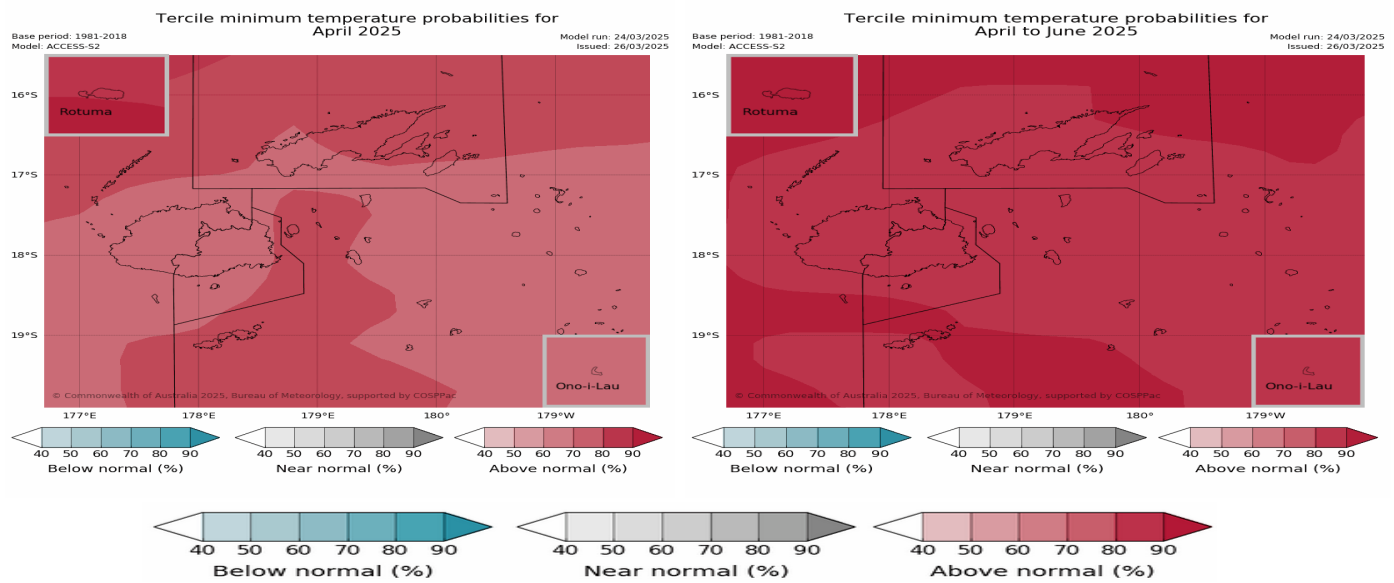 Tercile minimum temperature probabilities for
April 2025
Base period: 1981-2018
Model: ACCESS-S2
Model run: 24/03/2025
Issued: 26/03/2025
16°S
17°S
18°S
19°S
Rotuma
Ono-i-Lau
© Commonwealth of Australia 2025, Bureau of Meteorology, supported by COSPPac
177°E 178°E 179°E 180° 179°W
40 50 60 70 80 90
Below normal (%)
40 50 60 70 80 90
Near normal (%)
40 50 60 70 80 90
Above normal (%)
Tercile minimum temperature probabilities for
April to June 2025
Base period: 1981-2018
Model: ACCESS-S2
Model run: 24/03/2025
Issued: 26/03/2025
16°S
17°S
18°S
19°S
Rotuma
Ono-i-Lau
© Commonwealth of Australia 2025, Bureau of Meteorology, supported by COSPPac
177°E 178°E 179°E 180° 179°W
40 50 60 70 80 90
Below normal (%)
40 50 60 70 80 90
Near normal (%)
40 50 60 70 80 90
Above normal (%)
40 50 60 70 80 90
Below normal (%)
40 50 60 70 80 90
Near normal (%)
40 50 60 70 80 90
Above normal (%)